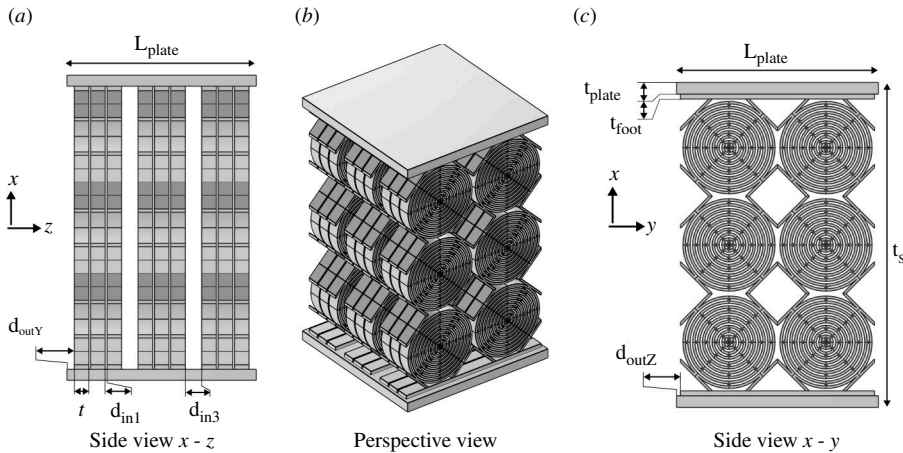 (a)
(b)
(c)
L_plate
L_plate
t_plate
t_foot
x
z
x
y
t_s
d_outY
d_outZ
t
d_in1
d_in3
Side view x - z
Perspective view
Side view x - y